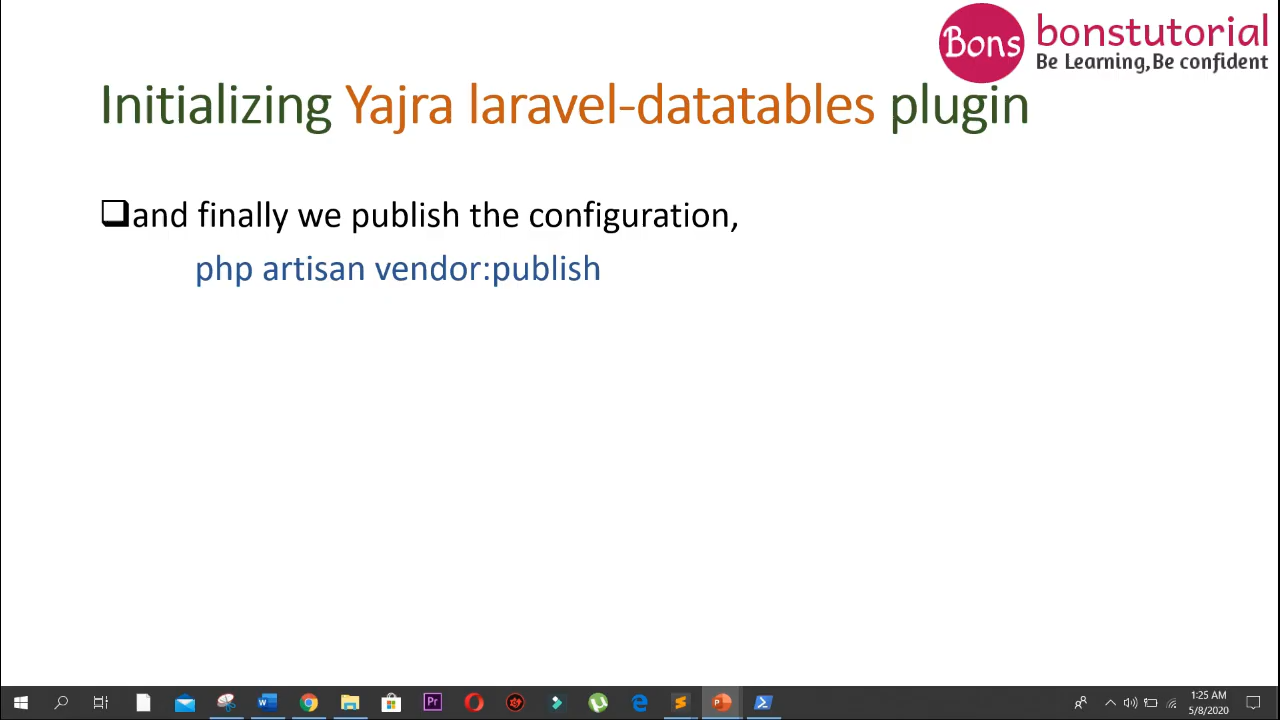 Bons
bonstutorial
Be Learning,Be confident
Initializing Yajra laravel-datatables plugin
and finally we publish the configuration,
php artisan vendor:publish
Pr
1:25 AM
5/8/2020